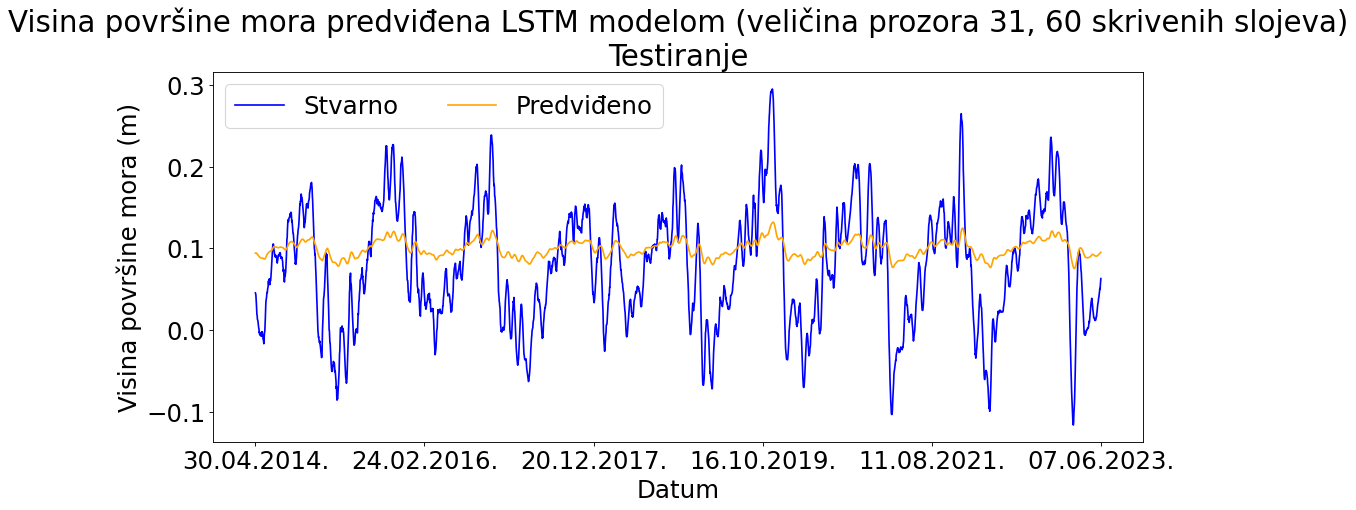 Visina površine mora predviđena LSTM modelom (veličina prozora 31, 60 skrivenih slojeva)
Testiranje
Stvarno Predviđeno
Visina površine mora (m)
0.3
0.2
0.1
0.0
−0.1
30.04.2014. 24.02.2016. 20.12.2017. 16.10.2019. 11.08.2021. 07.06.2023.
Datum